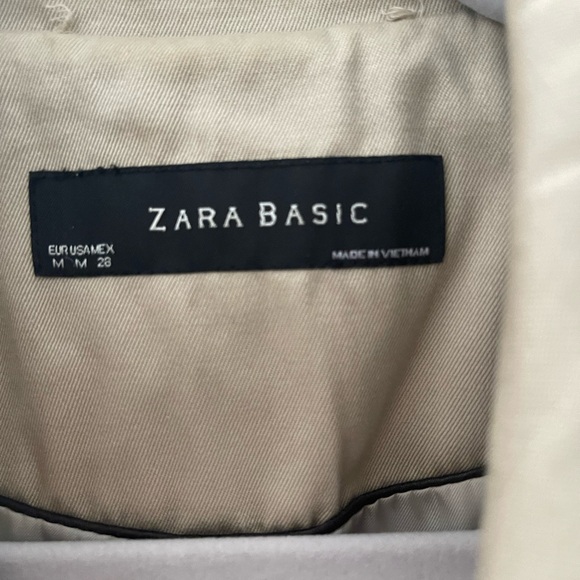 ZARA BASIC
EUR USA MEX
M M 28
MADE IN VIETNAM